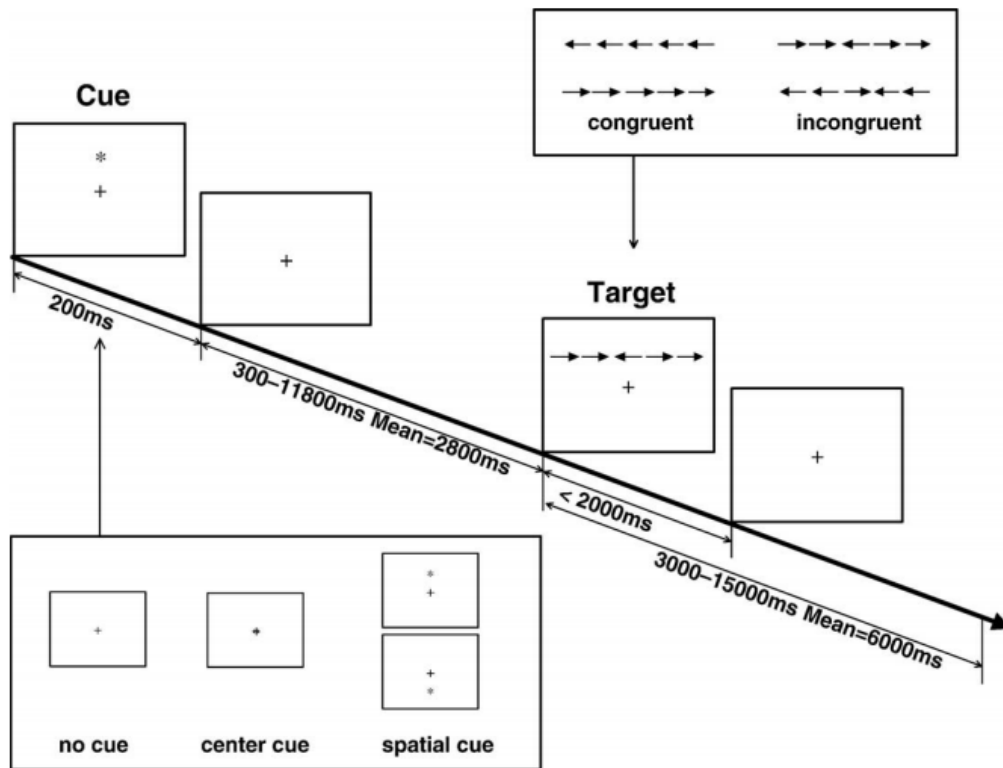 congruent incongruent
Cue
200ms
300–11800ms Mean=2800ms
Target
< 2000ms
3000–15000ms Mean=6000ms
no cue center cue spatial cue